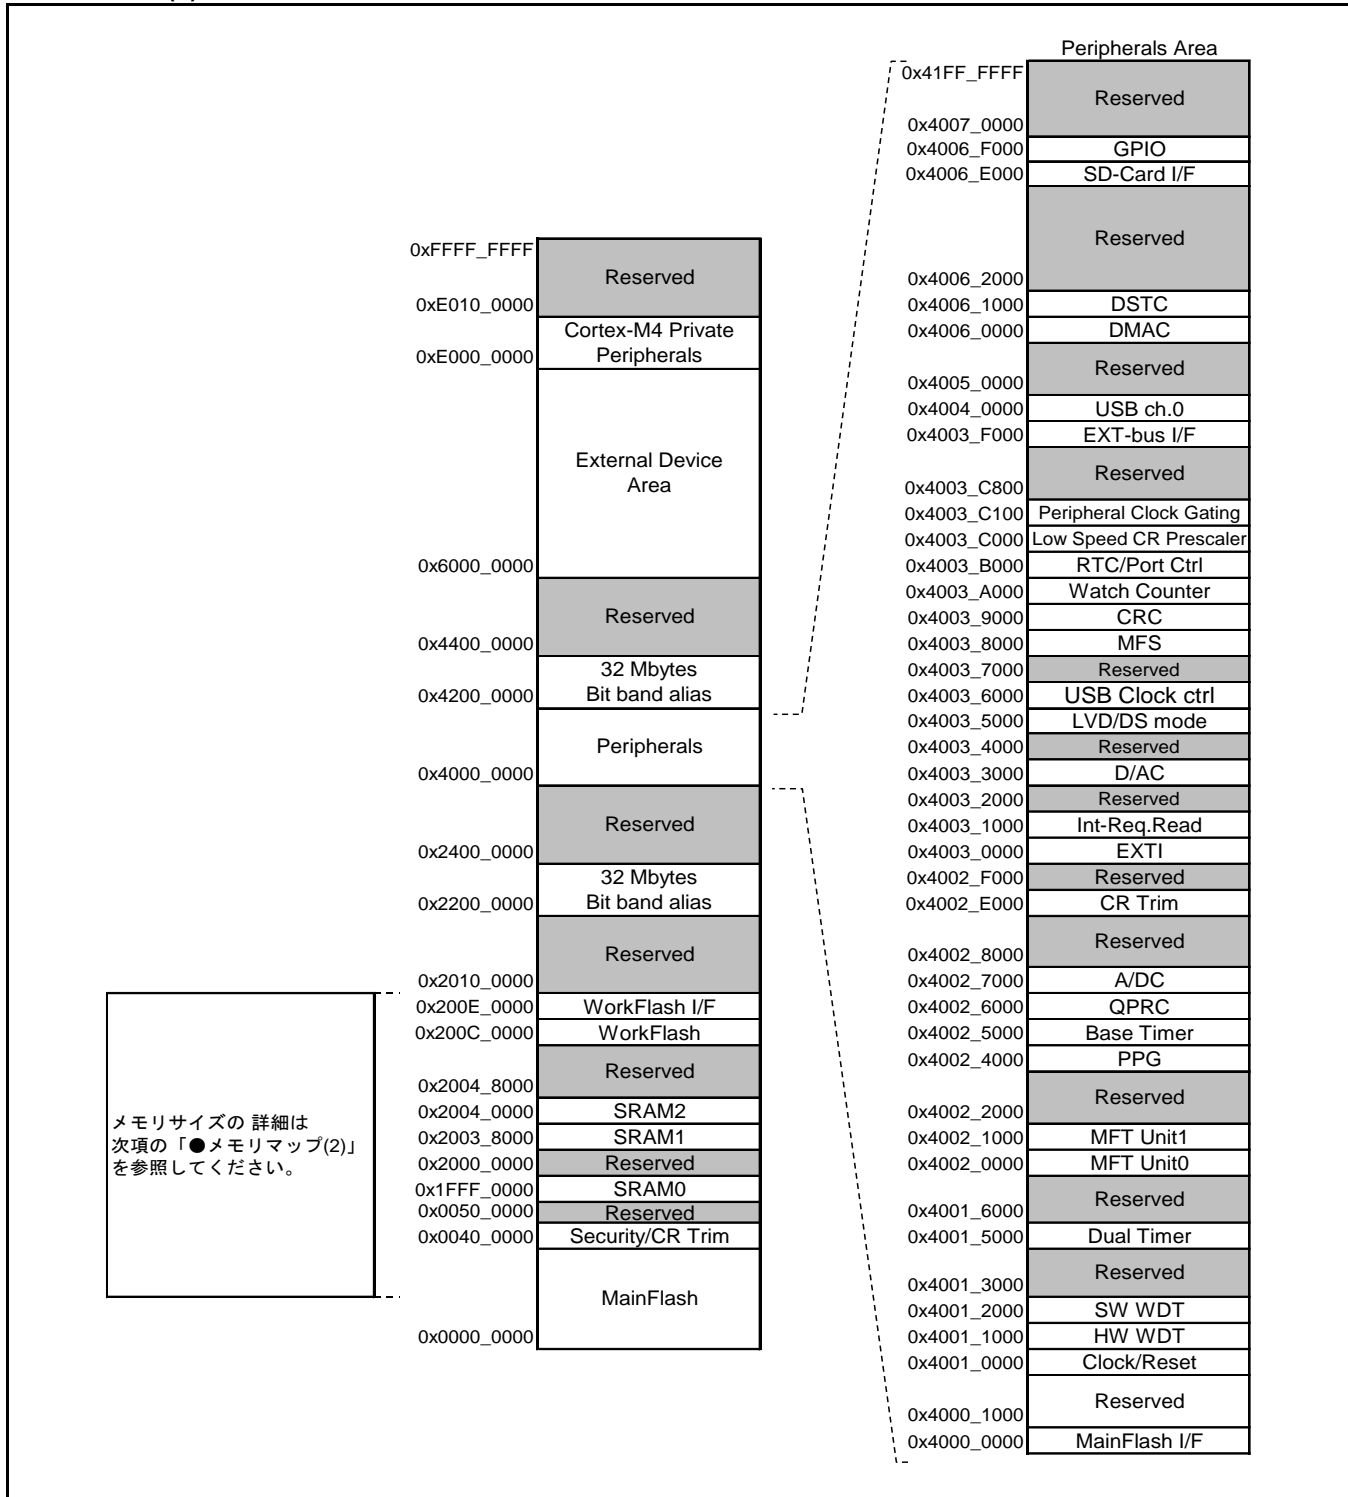 0xFFFF_FFFF
Reserved
0xE010_0000
Cortex-M4 Private
Peripherals
0xE000_0000
External Device
Area
0x6000_0000
Reserved
0x4400_0000
32 Mbytes
Bit band alias
0x4200_0000
Peripherals
0x4000_0000
Reserved
0x2400_0000
32 Mbytes
Bit band alias
0x2200_0000
Reserved
0x2010_0000
0x200E_0000 WorkFlash I/F
0x200C_0000 WorkFlash
Reserved
0x2004_8000
0x2004_0000 SRAM2
0x2003_8000 SRAM1
0x2000_0000 Reserved
0x1FFF_0000 SRAM0
0x0050_0000 Reserved
0x0040_0000 Security/CR Trim
MainFlash
0x0000_0000
メモリサイズの 詳細は
次項の「●メモリマップ(2)」
を参照してください。
Peripherals Area
0x41FF_FFFF
Reserved
0x4007_0000
0x4006_F000 GPIO
0x4006_E000 SD-Card I/F
Reserved
0x4006_2000
0x4006_1000 DSTC
0x4006_0000 DMAC
Reserved
0x4005_0000
0x4004_0000 USB ch.0
0x4003_F000 EXT-bus I/F
Reserved
0x4003_C800
0x4003_C100 Peripheral Clock Gating
0x4003_C000 Low Speed CR Prescaler
0x4003_B000 RTC/Port Ctrl
0x4003_A000 Watch Counter
0x4003_9000 CRC
0x4003_8000 MFS
0x4003_7000 Reserved
0x4003_6000 USB Clock ctrl
0x4003_5000 LVD/DS mode
0x4003_4000 Reserved
0x4003_3000 D/AC
0x4003_2000 Reserved
0x4003_1000 Int-Req.Read
0x4003_0000 EXTI
0x4002_F000 Reserved
0x4002_E000 CR Trim
Reserved
0x4002_8000
0x4002_7000 A/DC
0x4002_6000 QPRC
0x4002_5000 Base Timer
0x4002_4000 PPG
Reserved
0x4002_2000
0x4002_1000 MFT Unit1
0x4002_0000 MFT Unit0
Reserved
0x4001_6000
0x4001_5000 Dual Timer
Reserved
0x4001_3000
0x4001_2000 SW WDT
0x4001_1000 HW WDT
0x4001_0000 Clock/Reset
Reserved
0x4000_1000
0x4000_0000 MainFlash I/F